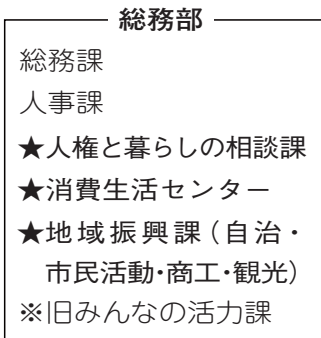 総務部
総務課
人事課
★人権と暮らしの相談課
★消費生活センター
★地域振興課(自治・
市民活動・商工・観光)
※旧みんなの活力課